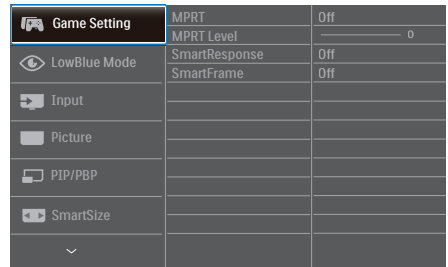 Game Setting
LowBlue Mode
Input
Picture
PIP/PBP
SmartSize
MPRT Off
MPRT Level 0
SmartResponse Off
SmartFrame Off